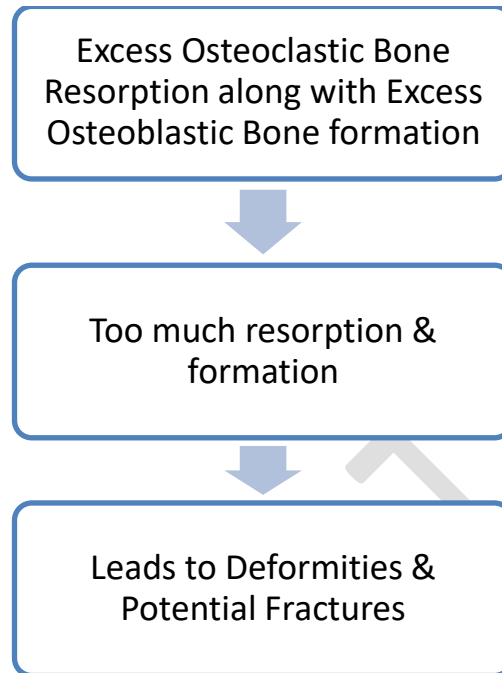 Excess Osteoclastic Bone
Resorption along with Excess
Osteoblastic Bone formation
Too much resorption &
formation
Leads to Deformities &
Potential Fractures